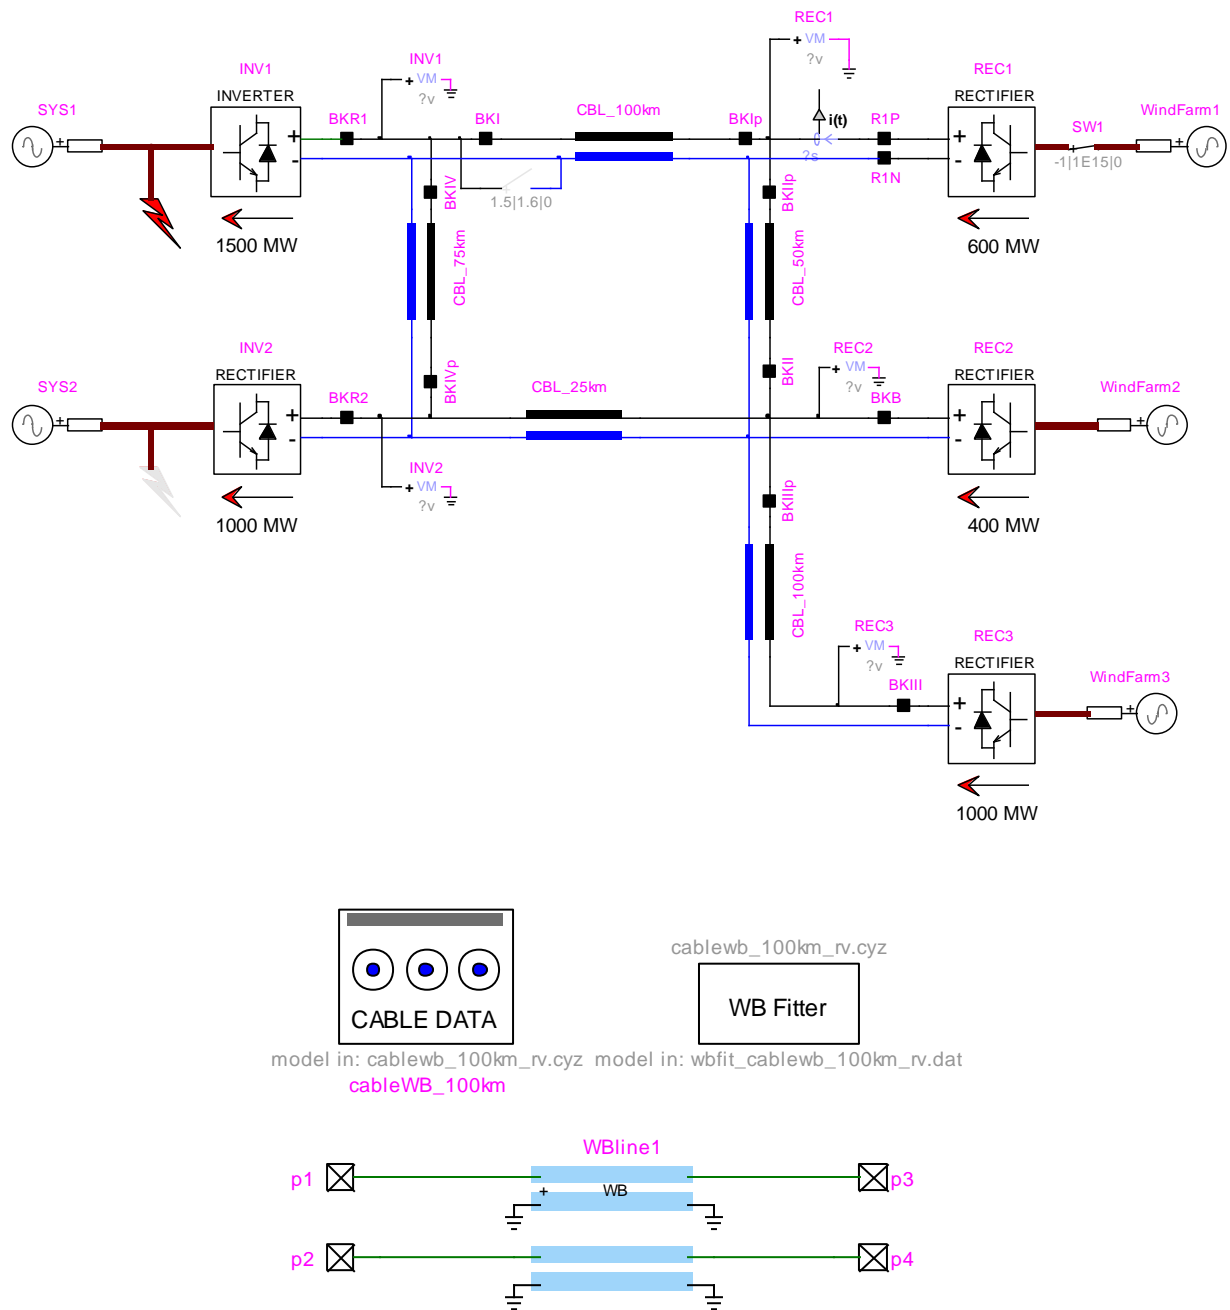 REC1
+ VM
?v
INV1
+ VM
?v
INV1
INVERTER
+
-
SYS1
+
1500 MW
BKR1
BKI
CBL_100km
BKIp
i(t)
?s
R1P
R1N
REC1
RECTIFIER
+
-
SW1
-1|1E15|0
WindFarm1
+
600 MW
BKIV
+
1.5|1.6|0
BKIIp
CBL_75km
CBL_50km
INV2
RECTIFIER
+
-
SYS2
+
1000 MW
BKR2
BKIVp
CBL_25km
BKII
REC2
+ VM
?v
BKB
REC2
RECTIFIER
+
-
WindFarm2
+
400 MW
INV2
+ VM
?v
BKIIIp
CBL_100km
REC3
+ VM
?v
BKIII
REC3
RECTIFIER
+
-
WindFarm3
+
1000 MW
CABLE DATA
model in: cablewb_100km_rv.cyz
cableWB_100km
cablewb_100km_rv.cyz
WB Fitter
model in: wbfit_cablewb_100km_rv.dat
WBline1
p1
+
WB
p3
p2
p4